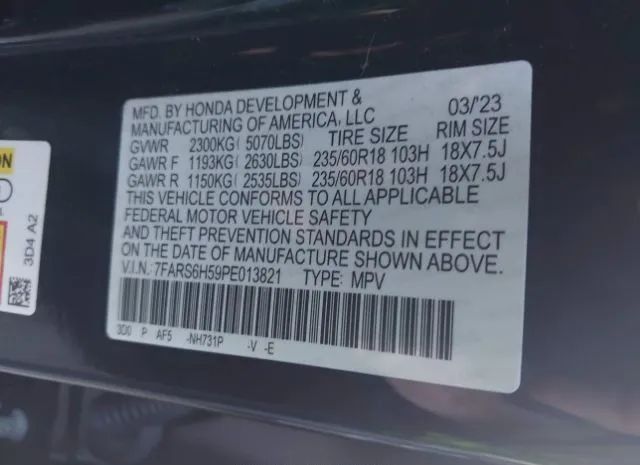 MFD. BY HONDA DEVELOPMENT & 03/'23
MANUFACTURING OF AMERICA, LLC
GVWR 2300KG( 5070LBS) TIRE SIZE RIM SIZE
GAWR F 1193KG( 2630LBS) 235/60R18 103H 18X7.5J
GAWR R 1150KG( 2535LBS) 235/60R18 103H 18X7.5J
THIS VEHICLE CONFORMS TO ALL APPLICABLE
FEDERAL MOTOR VEHICLE SAFETY
AND THEFT PREVENTION STANDARDS IN EFFECT
ON THE DATE OF MANUFACTURE SHOWN ABOVE.
V.I.N.: 7FARS6H59PE013821 TYPE: MPV
3D0 P AF5 -NH731P -V -E
3D4 A2